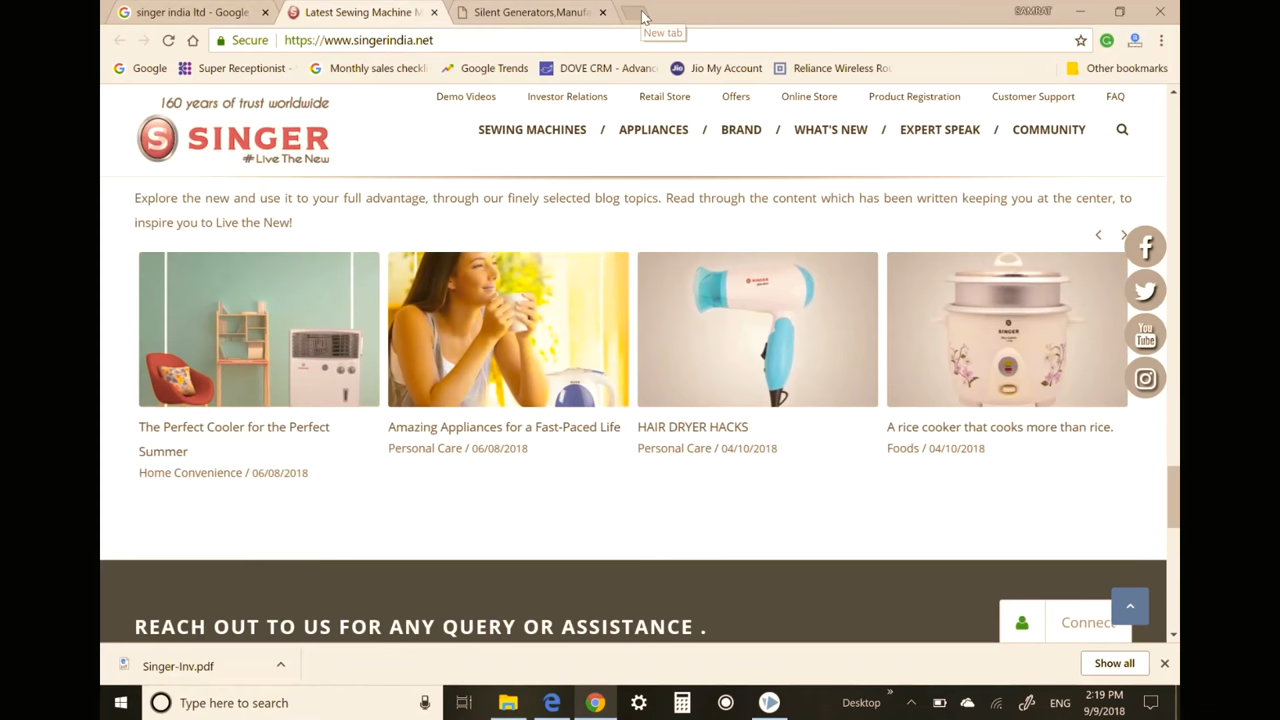 singer india ltd - Google
Latest Sewing Machine M
Silent Generators,Manufa
SAMRAT
New tab
Secure
https://www.singerindia.net
Google
Super Receptionist -
Monthly sales checkli
Google Trends
DOVE CRM - Advanc
Jio My Account
Reliance Wireless Rou
Other bookmarks
160 years of trust worldwide
SINGER
#Live The New
Demo Videos
Investor Relations
Retail Store
Offers
Online Store
Product Registration
Customer Support
FAQ
SEWING MACHINES / APPLIANCES / BRAND / WHAT'S NEW / EXPERT SPEAK / COMMUNITY
Explore the new and use it to your full advantage, through our finely selected blog topics. Read through the content which has been written keeping you at the center, to
inspire you to Live the New!
SINGER
SINGER
You
Tube
The Perfect Cooler for the Perfect
Summer
Home Convenience / 06/08/2018
Amazing Appliances for a Fast-Paced Life
Personal Care / 06/08/2018
HAIR DRYER HACKS
Personal Care / 04/10/2018
A rice cooker that cooks more than rice.
Foods / 04/10/2018
REACH OUT TO US FOR ANY QUERY OR ASSISTANCE .
Connect
Singer-Inv.pdf
Show all
Type here to search
Desktop
ENG
2:19 PM
9/9/2018